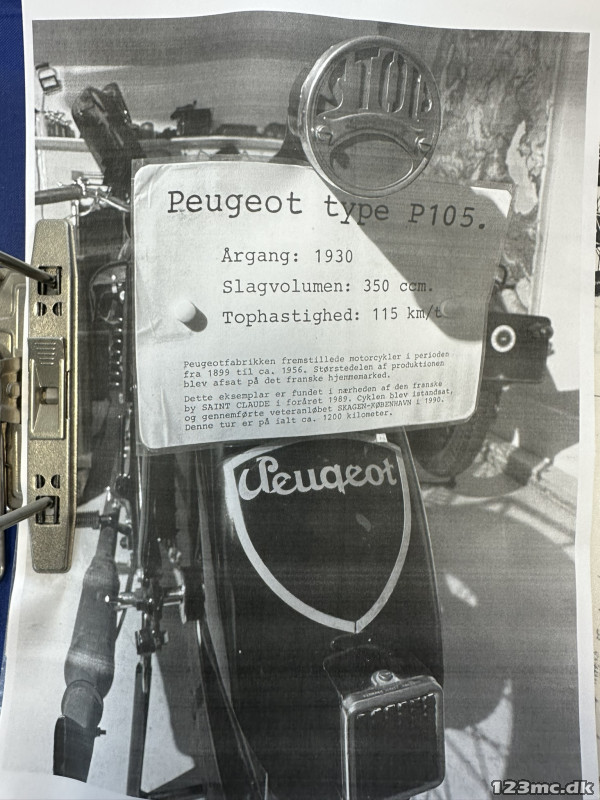 STOP
Peugeot type P105.
Årgang: 1930
Slagvolumen: 350 ccm.
Tophastighed: 115 km/t
Peugeotfabrikken fremstillede motorcykler i perioden
fra 1899 til ca. 1956. Størstedelen af produktionen
blev afsat på det franske hjemmemarked.
Dette eksemplar er fundet i nærheden af den franske
by SAINT CLAUDE i foråret 1989. Cyklen blev istandsat,
og gennemførte veteranløbet SKAGEN-KØBENHAVN i 1990.
Denne tur er på ialt ca. 1200 kilometer.
Peugeot
123mc.dk